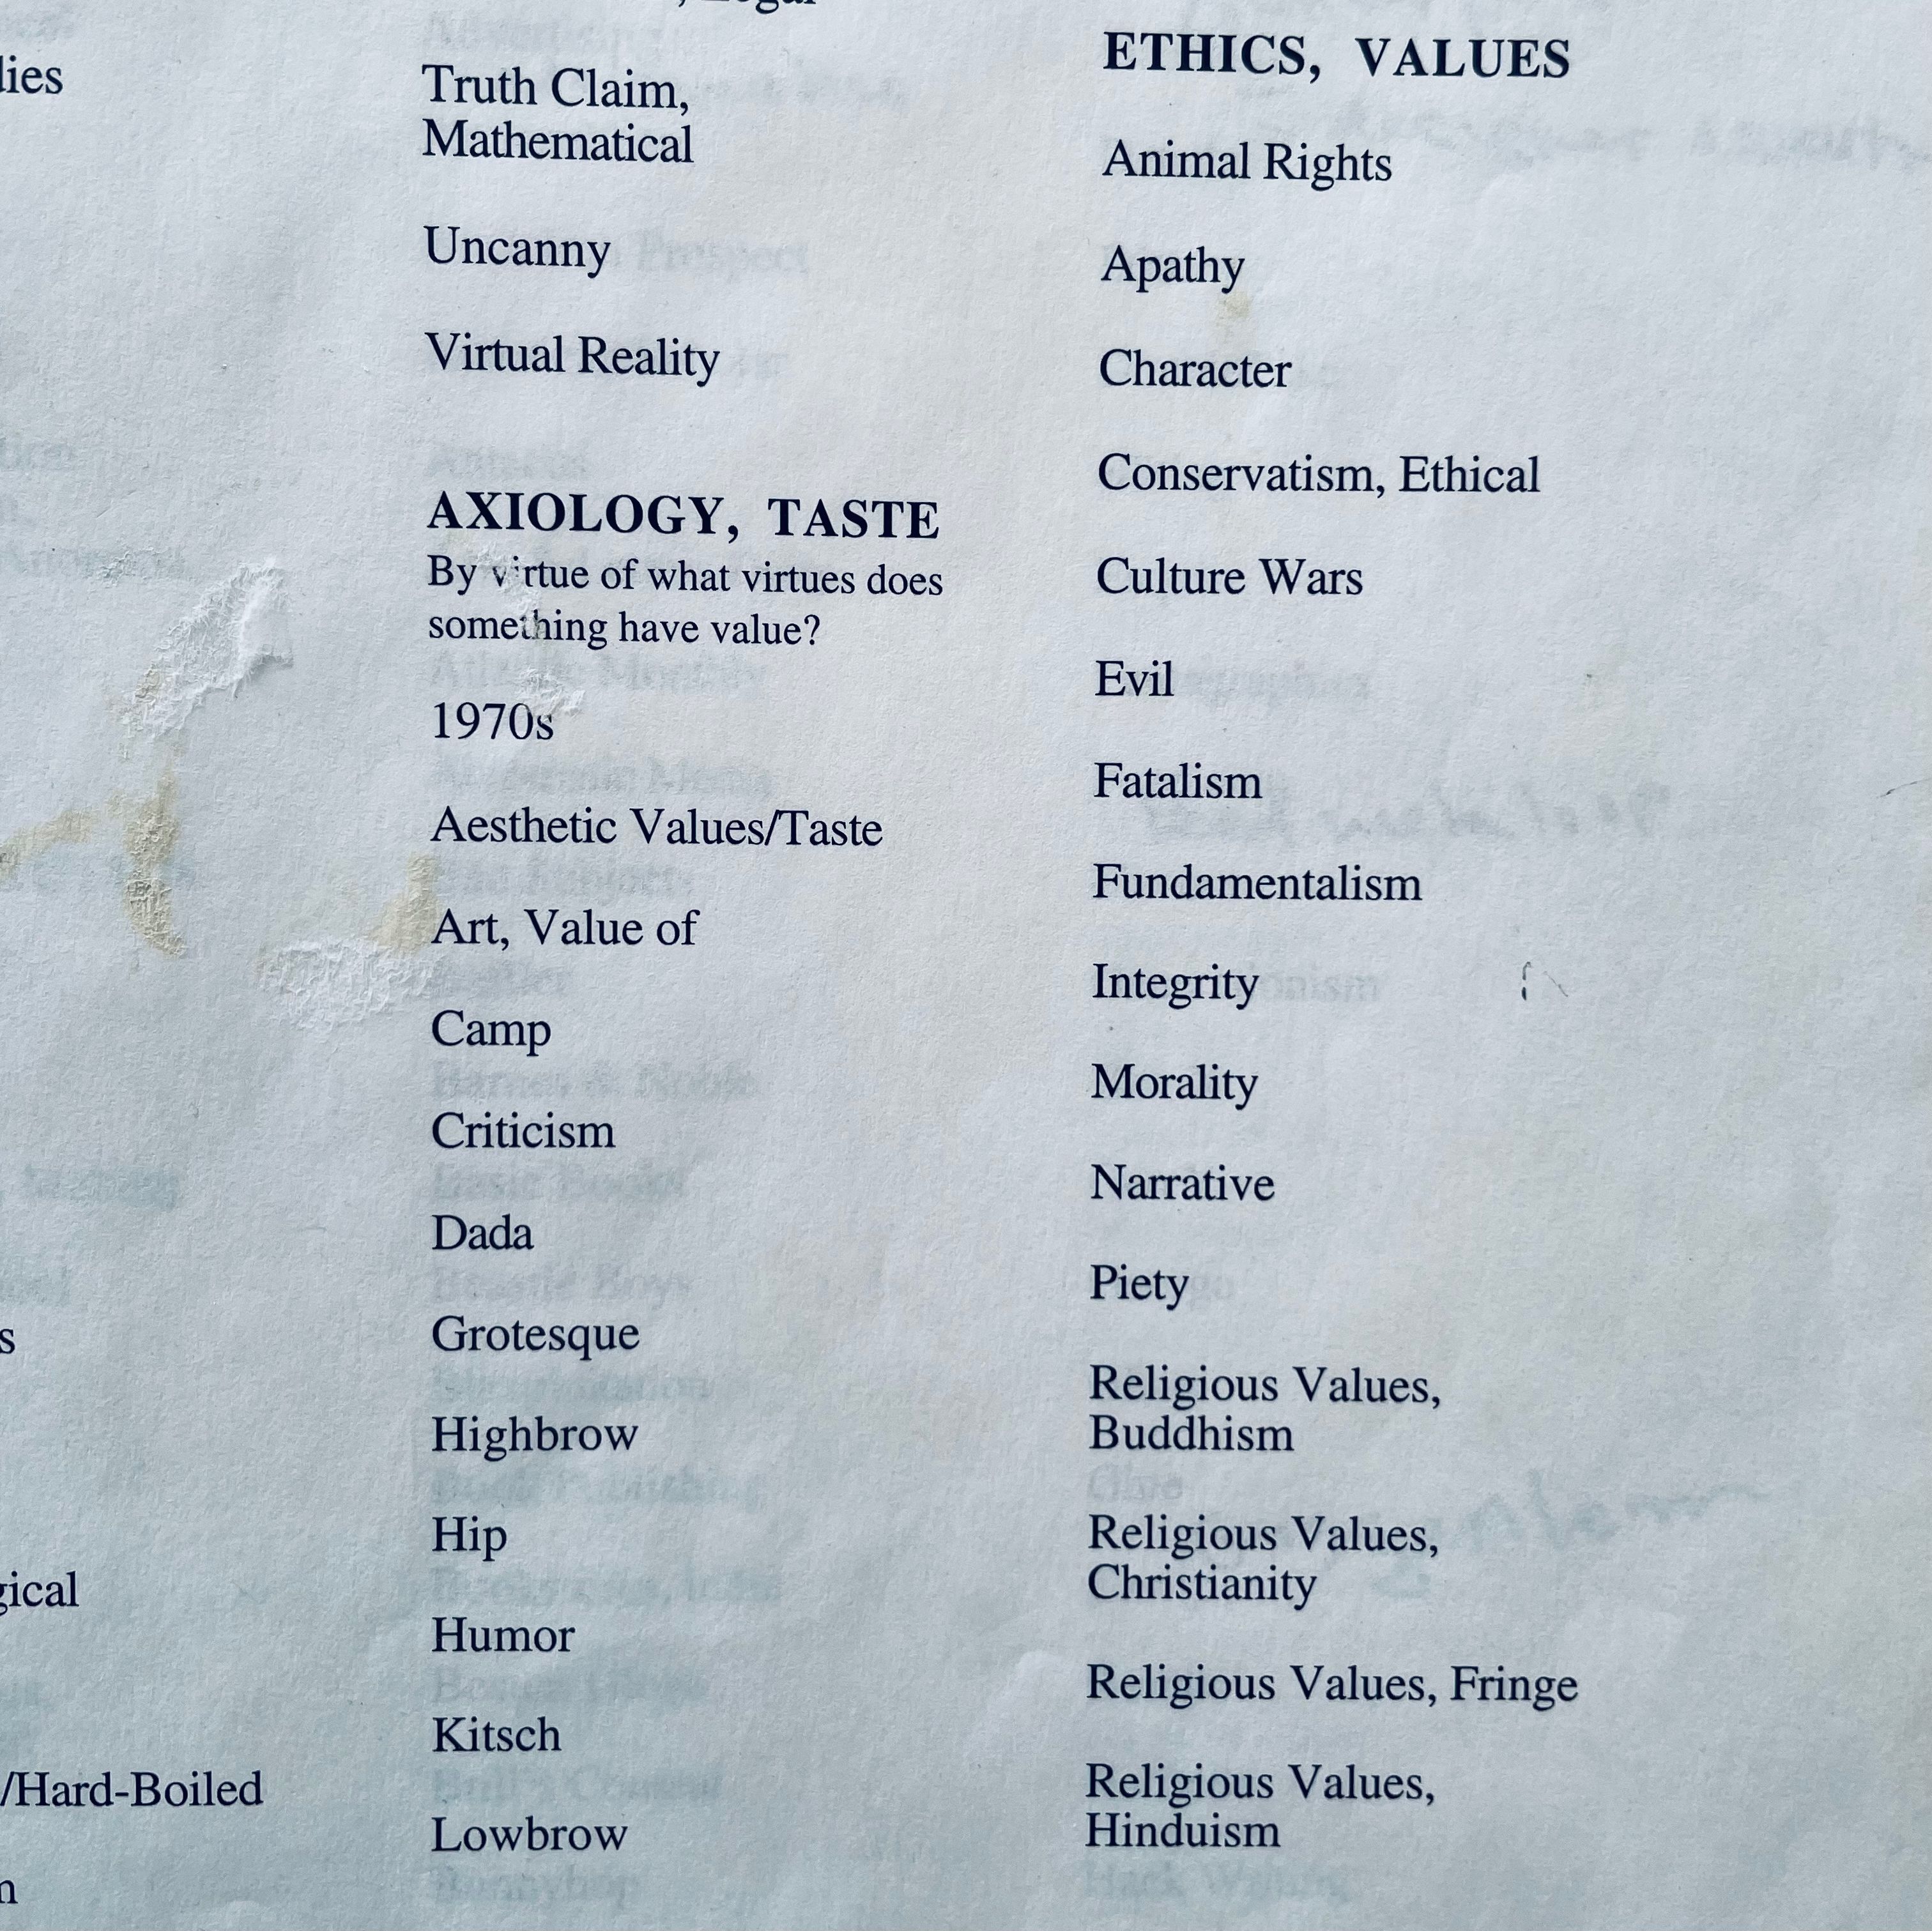 lies
s
gical
/Hard-Boiled
n
, Legal
Truth Claim,
Mathematical
Uncanny
Virtual Reality
AXIOLOGY, TASTE
By virtue of what virtues does
something have value?
1970s
Aesthetic Values/Taste
Art, Value of
Camp
Criticism
Dada
Grotesque
Highbrow
Hip
Humor
Kitsch
Lowbrow
ETHICS, VALUES
Animal Rights
Apathy
Character
Conservatism, Ethical
Culture Wars
Evil
Fatalism
Fundamentalism
Integrity
Morality
Narrative
Piety
Religious Values,
Buddhism
Religious Values,
Christianity
Religious Values, Fringe
Religious Values,
Hinduism